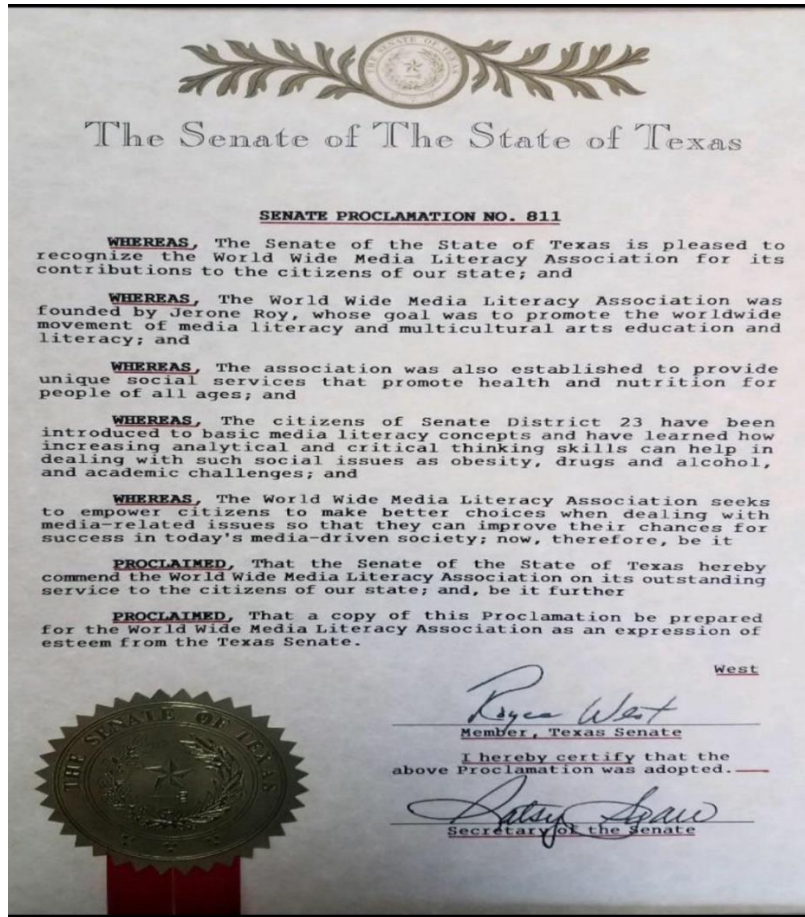 THE SENATE OF TEXAS
The Senate of The State of Texas
SENATE PROCLAMATION NO. 811
WHEREAS, The Senate of the State of Texas is pleased to
recognize the World Wide Media Literacy Association for its
contributions to the citizens of our state; and
WHEREAS, The World Wide Media Literacy Association was
founded by Jerone Roy, whose goal was to promote the worldwide
movement of media literacy and multicultural arts education and
literacy; and
WHEREAS, The association was also established to provide
unique social services that promote health and nutrition for
people of all ages; and
WHEREAS, The citizens of Senate District 23 have been
introduced to basic media literacy concepts and have learned how
increasing analytical and critical thinking skills can help in
dealing with such social issues as obesity, drugs and alcohol,
and academic challenges; and
WHEREAS, The World Wide Media Literacy Association seeks
to empower citizens to make better choices when dealing with
media-related issues so that they can improve their chances for
success in today's media-driven society; now, therefore, be it
PROCLAIMED, That the Senate of the State of Texas hereby
commend the World Wide Media Literacy Association on its outstanding
service to the citizens of our state; and, be it further
PROCLAIMED, That a copy of this Proclamation be prepared
for the World Wide Media Literacy Association as an expression of
esteem from the Texas Senate.
West
Royce West
Member, Texas Senate
I hereby certify that the
above Proclamation was adopted.
Patsy Spaw
Secretary of the Senate
THE SENATE OF TEXAS